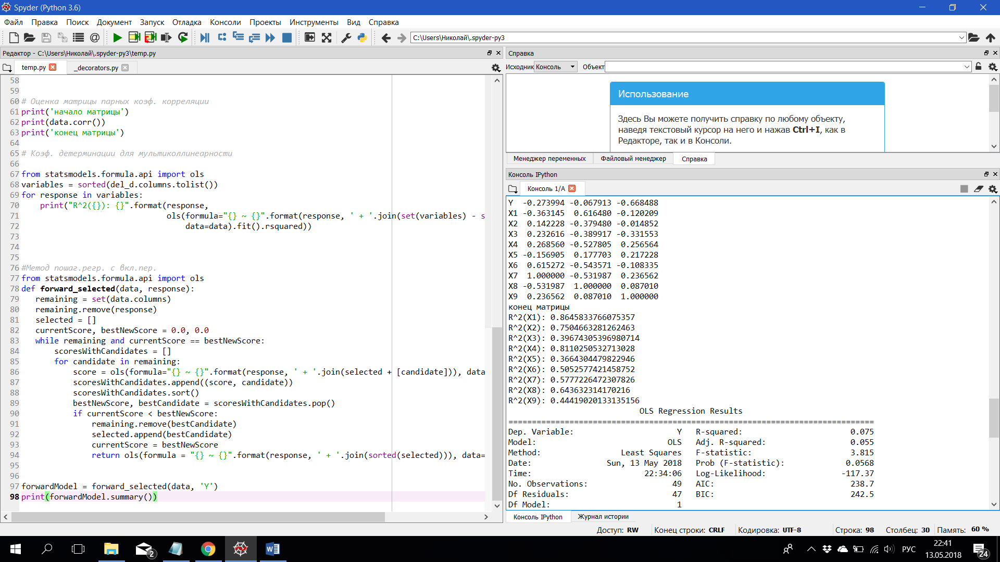 Spyder (Python 3.6)
Файл Правка Поиск Документ Запуск Отладка Консоли Проекты Инструменты Вид Справка
C:\Users\Николай\.spyder-py3
Редактор - C:\Users\Николай\.spyder-py3\temp.py
temp.py _decorators.py
58
59
60 # Оценка матрицы парных коэф. корреляции
61 print('начало матрицы')
62 print(data.corr())
63 print('конец матрицы')
64
65 # Коэф. детерминации для мультиколлинеарности
66
67 from statsmodels.formula.api import ols
68 variables = sorted(del_d.columns.tolist())
69 for response in variables:
70     print("R^2({}): {}".format(response,
71                                ols(formula="{} ~ {}".format(response, ' + '.join(set(variables) - s
72                                    data=data).fit().rsquared))
73
74
75
76 #Метод пошаг.регр. с вкл.пер.
77 from statsmodels.formula.api import ols
78 def forward_selected(data, response):
79    remaining = set(data.columns)
80    remaining.remove(response)
81    selected = []
82    currentScore, bestNewScore = 0.0, 0.0
83    while remaining and currentScore == bestNewScore:
84        scoresWithCandidates = []
85        for candidate in remaining:
86            score = ols(formula="{} ~ {}".format(response, ' + '.join(selected + [candidate])), data
87            scoresWithCandidates.append((score, candidate))
88            scoresWithCandidates.sort()
89            bestNewScore, bestCandidate = scoresWithCandidates.pop()
90            if currentScore < bestNewScore:
91                remaining.remove(bestCandidate)
92                selected.append(bestCandidate)
93                currentScore = bestNewScore
94                return ols(formula = "{} ~ {}".format(response, ' + '.join(sorted(selected))), data=
95
96
97 forwardModel = forward_selected(data, 'Y')
98 print(forwardModel.summary())
Справка
Исходник Консоль Объект
Использование
Здесь Вы можете получить справку по любому объекту,
наведя текстовый курсор на него и нажав Ctrl+I, как в
Редакторе, так и в Консоли.
Менеджер переменных Файловый менеджер Справка
Консоль IPython
Консоль 1/A
Y  -0.273994 -0.067913 -0.668488
X1 -0.363145  0.616480 -0.120209
X2  0.142228 -0.379480 -0.014852
X3  0.232616 -0.389917 -0.331553
X4  0.268560 -0.527805  0.256564
X5 -0.156905  0.177703  0.217228
X6  0.615272 -0.543571 -0.108335
X7  1.000000 -0.531987  0.236562
X8 -0.531987  1.000000  0.087010
X9  0.236562  0.087010  1.000000
конец матрицы
R^2(X1): 0.8645833766075357
R^2(X2): 0.7504663281262463
R^2(X3): 0.39674305396980714
R^2(X4): 0.8110250532713028
R^2(X5): 0.3664304479822946
R^2(X6): 0.5052577421458752
R^2(X7): 0.5777226472307826
R^2(X8): 0.643632314170216
R^2(X9): 0.44419020133135156
OLS Regression Results
==============================================================================
Dep. Variable: Y R-squared: 0.075
Model: OLS Adj. R-squared: 0.055
Method: Least Squares F-statistic: 3.815
Date: Sun, 13 May 2018 Prob (F-statistic): 0.0568
Time: 22:34:06 Log-Likelihood: -117.37
No. Observations: 49 AIC: 238.7
Df Residuals: 47 BIC: 242.5
Df Model: 1
Консоль IPython Журнал истории
Доступ: RW Конец строки: CRLF Кодировка: UTF-8 Строка: 98 Столбец: 30 Память: 60 %
2 РУС 22:41
13.05.2018 24